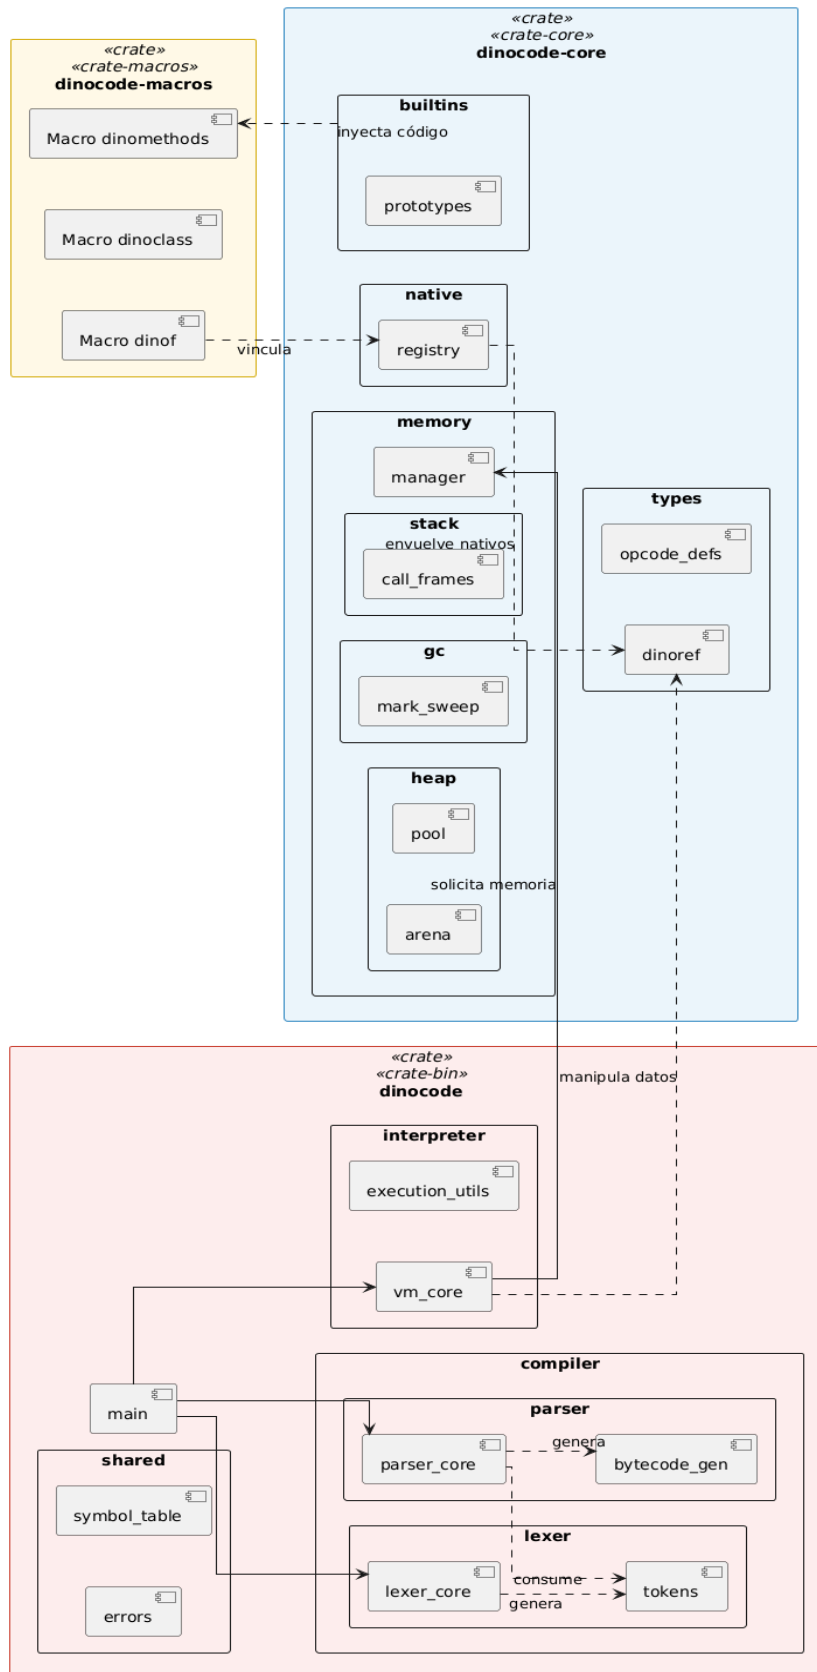 «crate»
«crate-macros»
dinocode-macros
Macro dinomethods
Macro dinoclass
Macro dinof
«crate»
«crate-core»
dinocode-core
builtins
inyecta código
prototypes
native
registry
vincula
memory
manager
stack
envuelve nativos
call_frames
gc
mark_sweep
heap
pool
solicita memoria
arena
types
opcode_defs
dinoref
manipula datos
«crate»
«crate-bin»
dinocode
interpreter
execution_utils
vm_core
main
shared
symbol_table
errors
compiler
parser
parser_core
genera
bytecode_gen
lexer
lexer_core
consume
genera
tokens